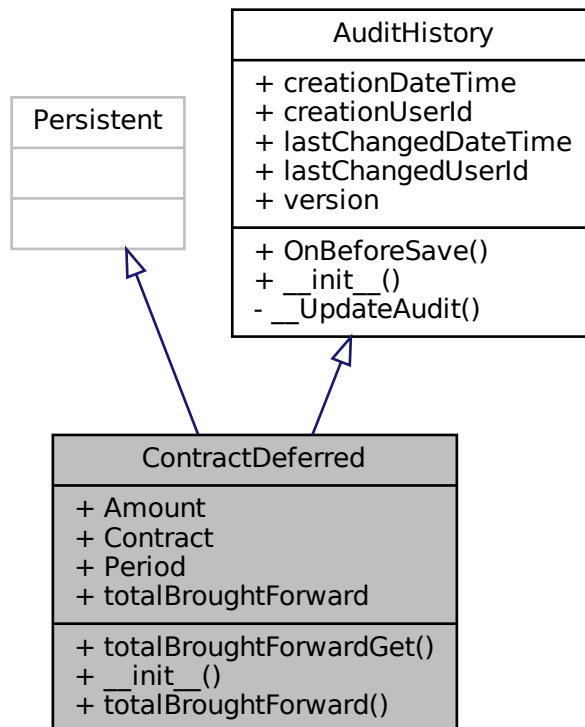 AuditHistory
+ creationDateTime
+ creationUserId
+ lastChangedDateTime
+ lastChangedUserId
+ version
+ OnBeforeSave()
+ __init__()
- __UpdateAudit()
Persistent
ContractDeferred
+ Amount
+ Contract
+ Period
+ totalBroughtForward
+ totalBroughtForwardGet()
+ __init__()
+ totalBroughtForward()